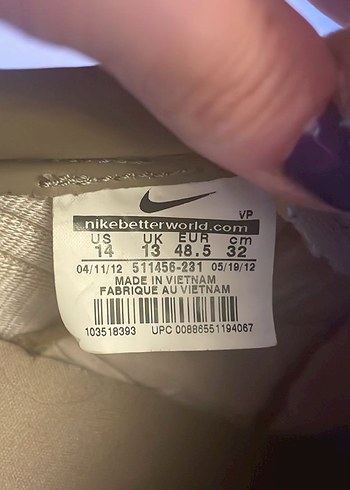 VP
nikebetterworld.com
US UK EUR cm
14 13 48.5 32
04/11/12 511456-231 05/19/12
MADE IN VIETNAM
FABRIQUE AU VIETNAM
103518393 UPC 00886551194087